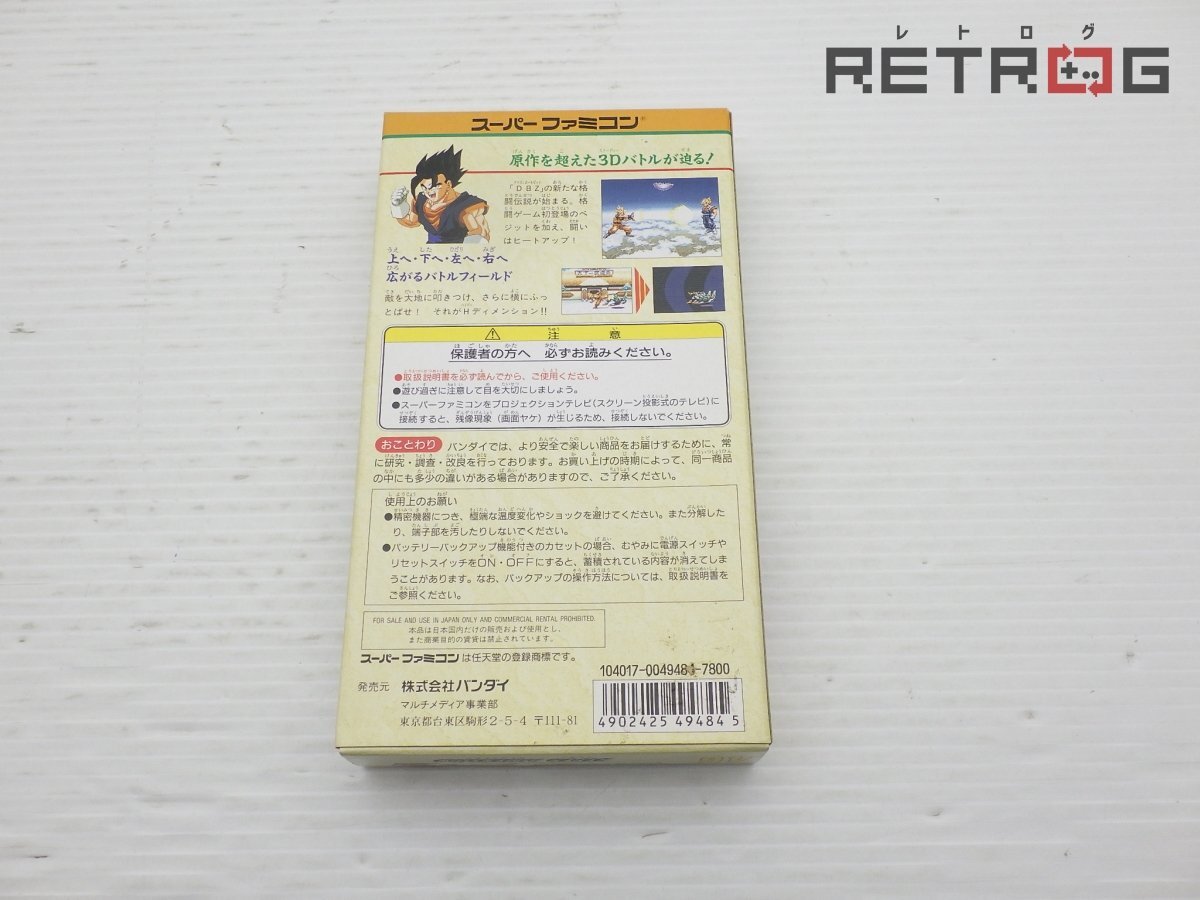 レトログ
RETROG
スーパーファミコン
原作を超えた3Dバトルが迫る!
「DBZ」の新たな格
闘伝説が始まる。格
闘ゲーム初登場のベ
ジットを加え、闘い
はヒートアップ!
上へ・下へ・左へ・右へ
広がるバトルフィールド
敵を大地に叩きつけ、さらに横にふっ
とばせ! それがHディメンション!!
注意
保護者の方へ 必ずお読みください。
●取扱説明書を必ず読んでから、ご使用ください。
●遊び過ぎに注意して目を大切にしましょう。
●スーパーファミコンをプロジェクションテレビ(スクリーン投影式のテレビ)に
接続すると、残像現象(画面ヤケ)が生じるため、接続しないでください。
おことわり バンダイでは、より安全で楽しい商品をお届けするために、常
に研究・調査・改良を行っております。お買い上げの時期によって、同一商品
の中にも多少の違いがある場合がありますので、ご了承ください。
使用上のお願い
●精密機器につき、極端な温度変化やショックを避けてください。また分解した
り、端子部を汚したりしないでください。
●バッテリーバックアップ機能付きのカセットの場合、むやみに電源スイッチや
リセットスイッチをON・OFFにすると、蓄積されている内容が消えてしま
うことがあります。なお、バックアップの操作方法については、取扱説明書を
ご参照ください。
FOR SALE AND USE IN JAPAN ONLY AND COMMERCIAL RENTAL PROHIBITED.
本品は日本国内だけの販売および使用とし、
また商業目的の賃貸は禁止されています。
スーパーファミコンは任天堂の登録商標です。
104017-0049484-7800
発売元 株式会社バンダイ
マルチメディア事業部
東京都台東区駒形2-5-4 〒111-81
4902425494845